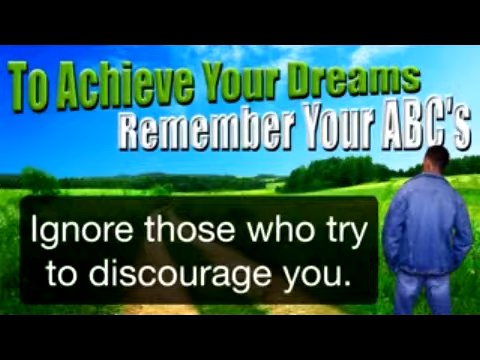 To Achieve Your Dreams
Remember Your ABC's
Ignore those who try
to discourage you.